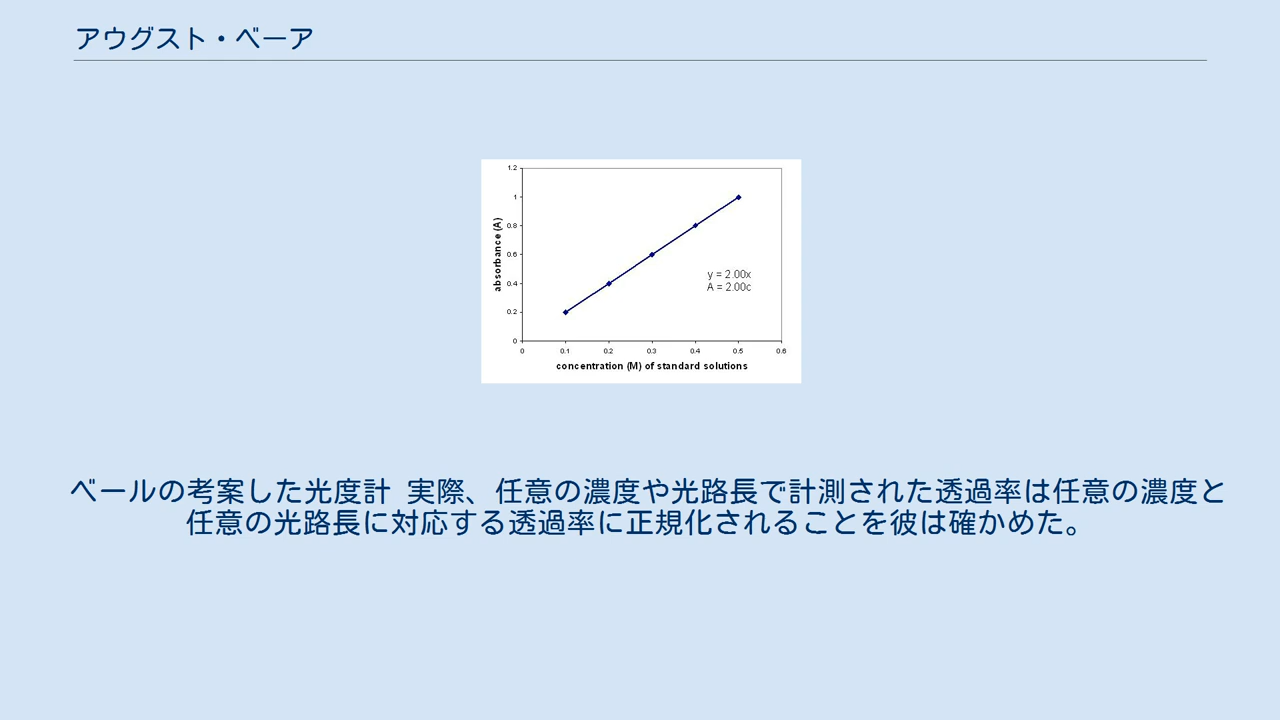 アウグスト・ベーア
1.2
1
0.8
0.6
0.4
0.2
0
absorbance (A)
y = 2.00x
A = 2.00c
0 0.1 0.2 0.3 0.4 0.5 0.6
concentration (M) of standard solutions
ベールの考案した光度計 実際、任意の濃度や光路長で計測された透過率は任意の濃度と
任意の光路長に対応する透過率に正規化されることを彼は確かめた。